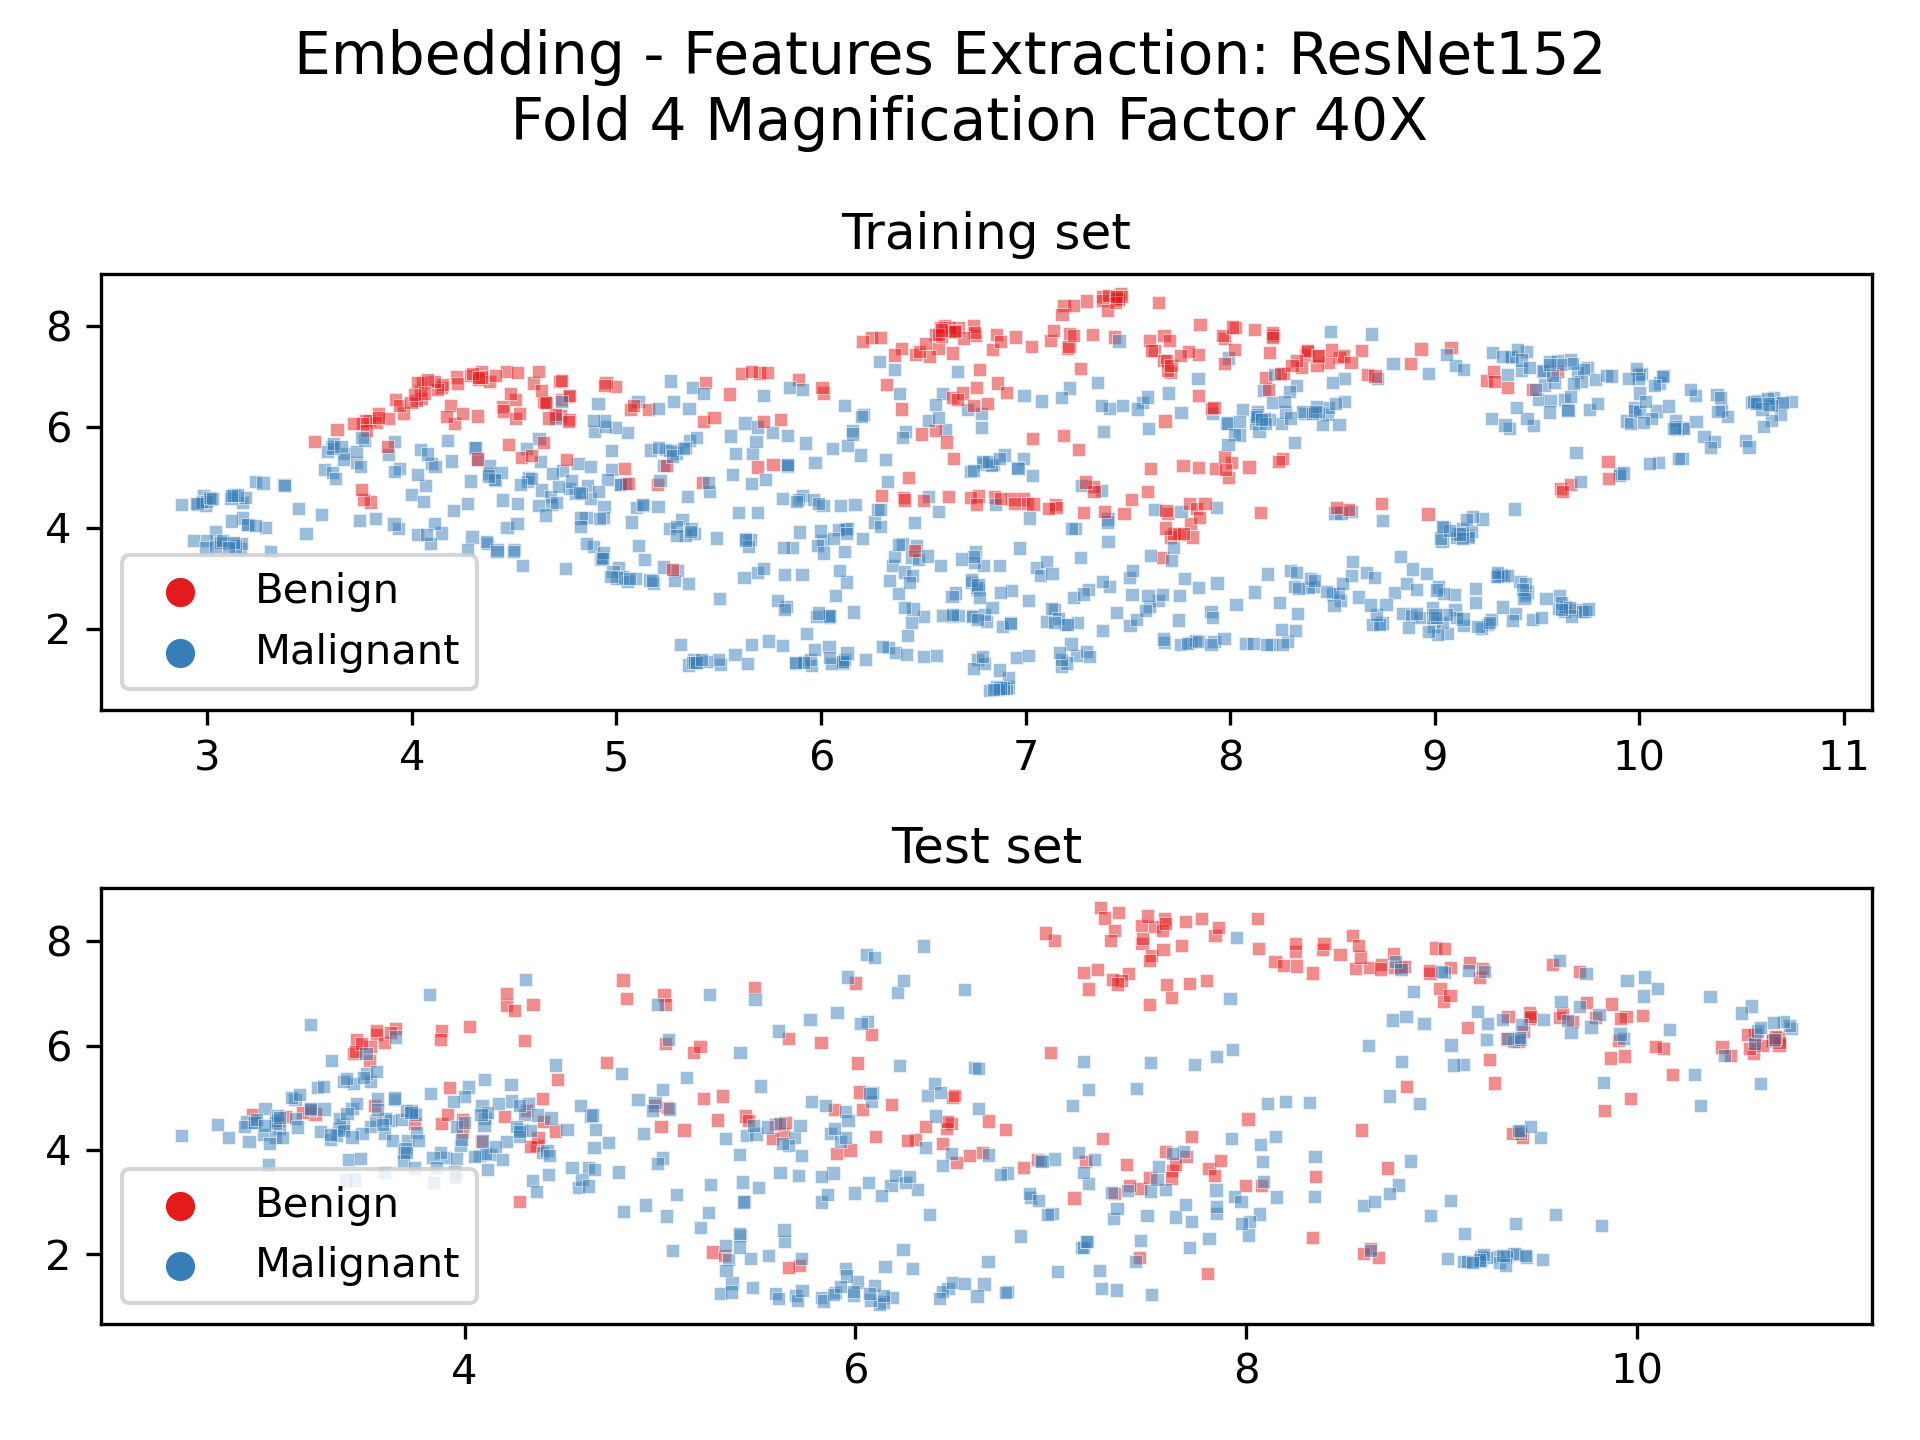 Embedding - Features Extraction: ResNet152
Fold 4 Magnification Factor 40X
Training set
8
6
4
2
Benign
Malignant
3 4 5 6 7 8 9 10 11
Test set
8
6
4
2
Benign
Malignant
4 6 8 10